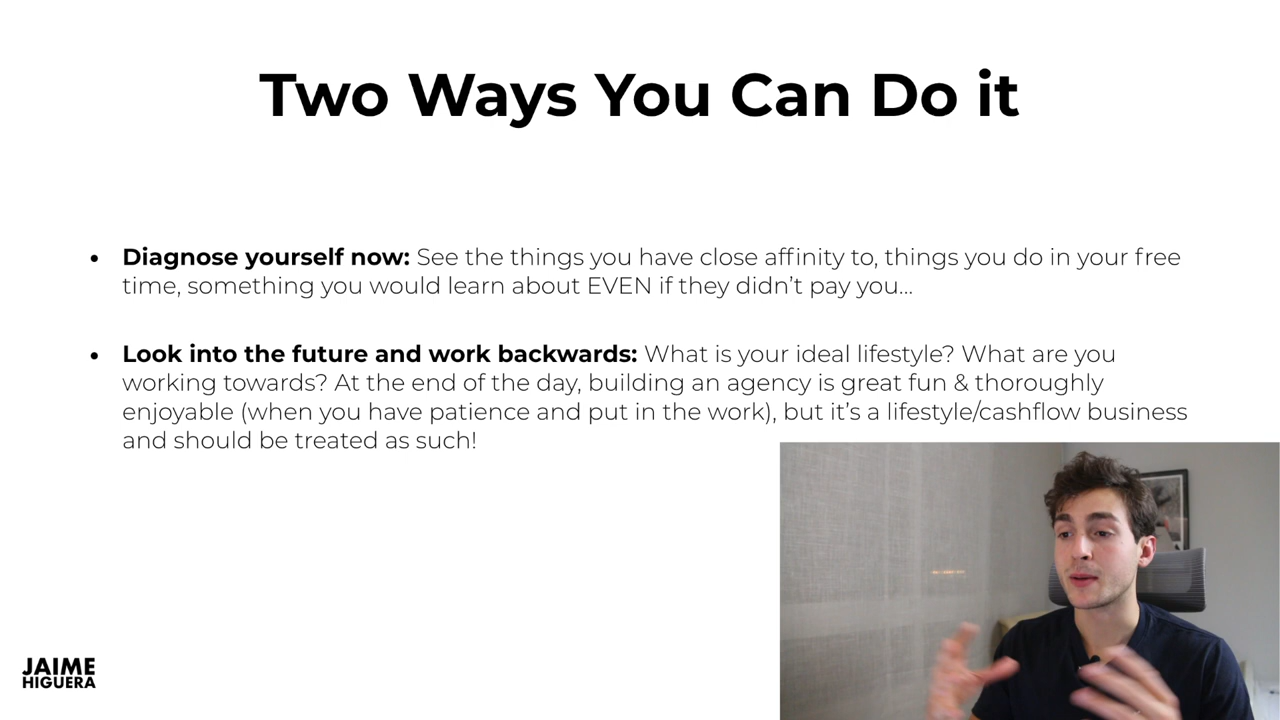 Two Ways You Can Do it
• Diagnose yourself now: See the things you have close affinity to, things you do in your free
time, something you would learn about EVEN if they didn’t pay you...
• Look into the future and work backwards: What is your ideal lifestyle? What are you
working towards? At the end of the day, building an agency is great fun & thoroughly
enjoyable (when you have patience and put in the work), but it’s a lifestyle/cashflow business
and should be treated as such!
JAIME
HIGUERA